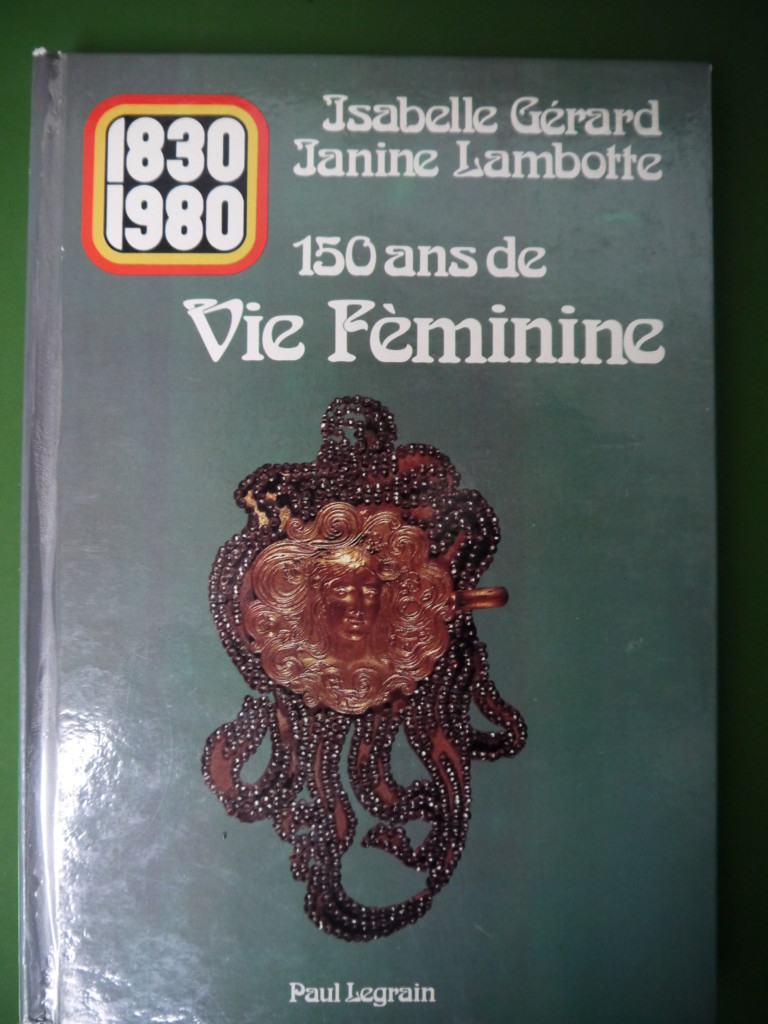 1830
1980
Isabelle Gérard
Janine Lambotte
150 ans de
Vie Fèminine
Paul Legrain